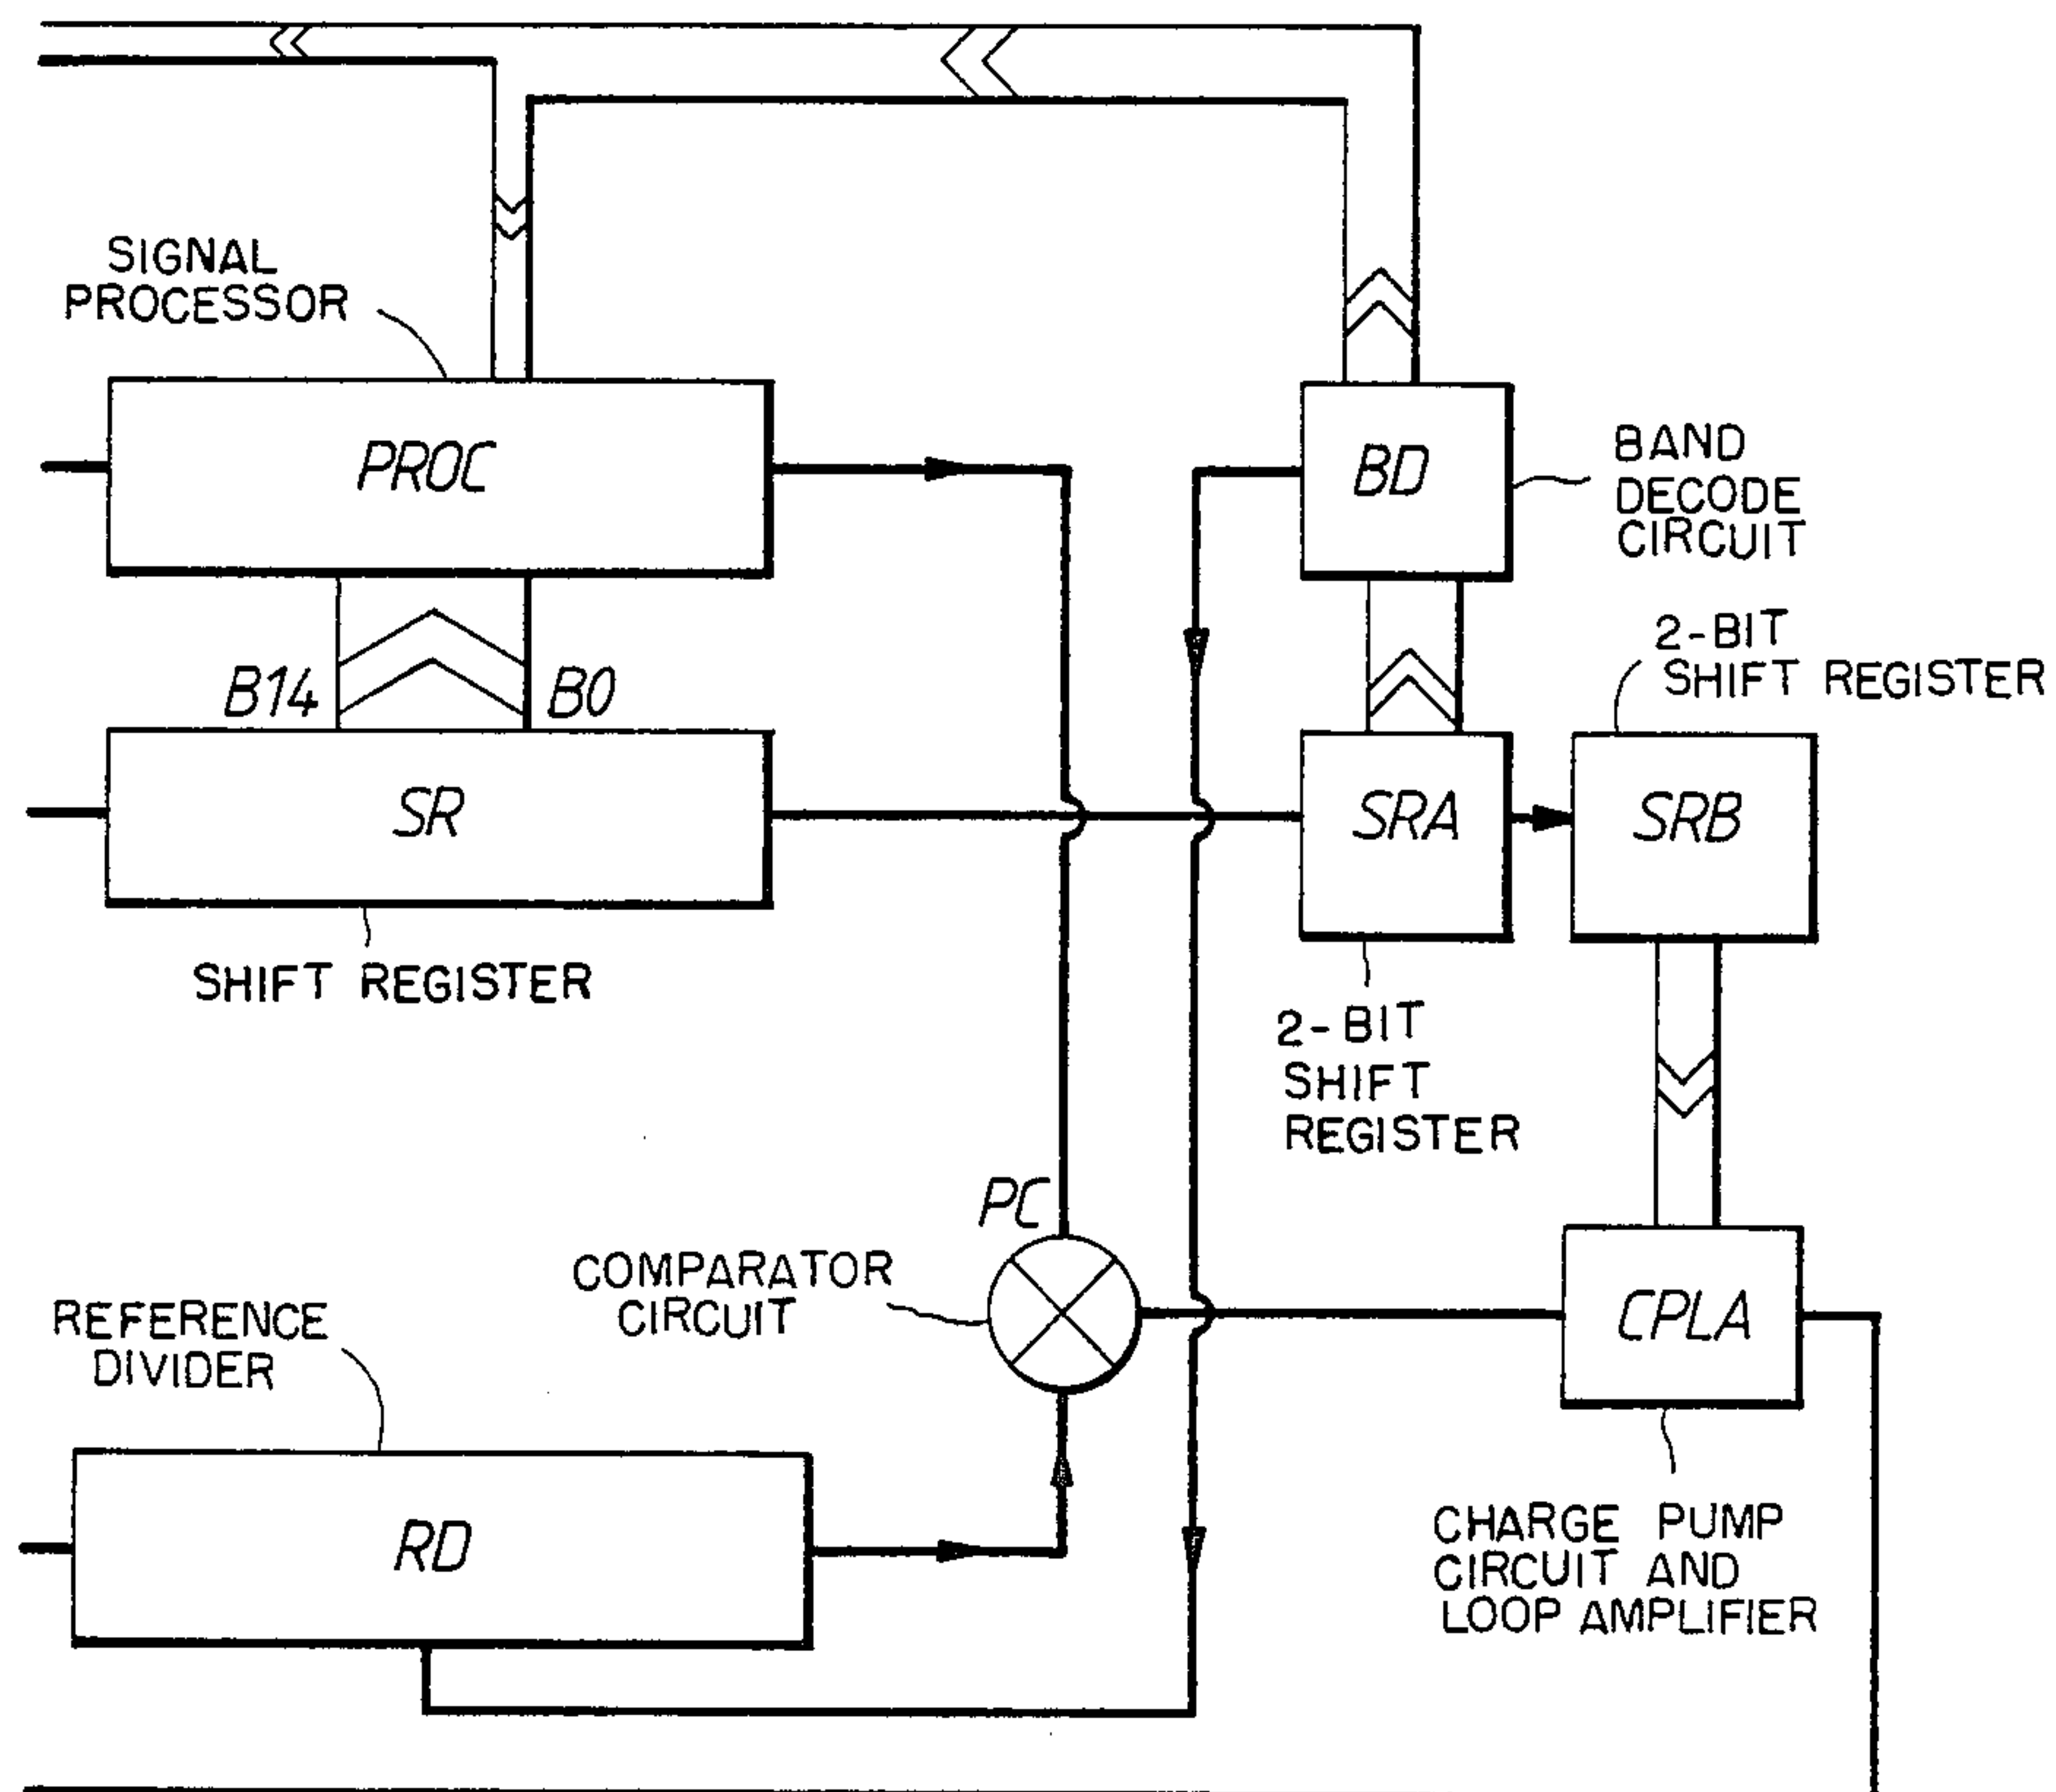 SIGNAL
PROCESSOR
PROC
BD
BAND
DECODE
CIRCUIT
B14
B0
2-BIT
SHIFT REGISTER
SR
SRA
SRB
SHIFT REGISTER
2-BIT
SHIFT
REGISTER
PC
COMPARATOR
CIRCUIT
CPLA
REFERENCE
DIVIDER
RD
CHARGE PUMP
CIRCUIT AND
LOOP AMPLIFIER